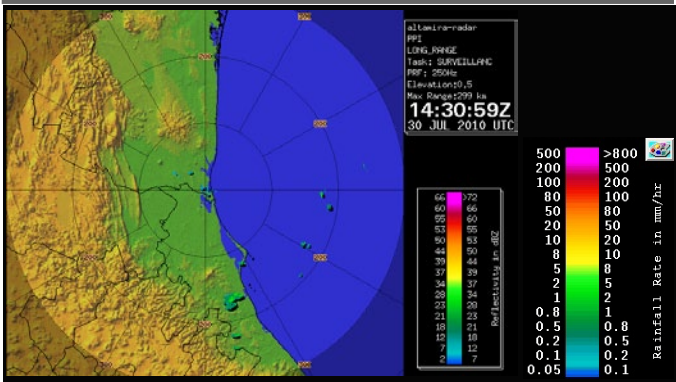 altamira-radar
PPI
LONG_RANGE
Task: SURVEILLANC
PRF: 250Hz
Elevation:0.5
Max Range:299 km
14:30:59Z
30 JUL 2010 UTC
66 >72
60 66
55 60
53 55
50 53
44 50
39 44
37 39
34 37
28 34
23 28
21 23
18 21
12 18
7 12
2 7
Reflectivity in dBZ
500 >800
200 500
100 200
80 100
50 80
20 50
10 20
8 10
5 8
2 5
1 2
0.8 1
0.5 0.8
0.2 0.5
0.1 0.2
0.05 0.1
Rainfall Rate in mm/hr